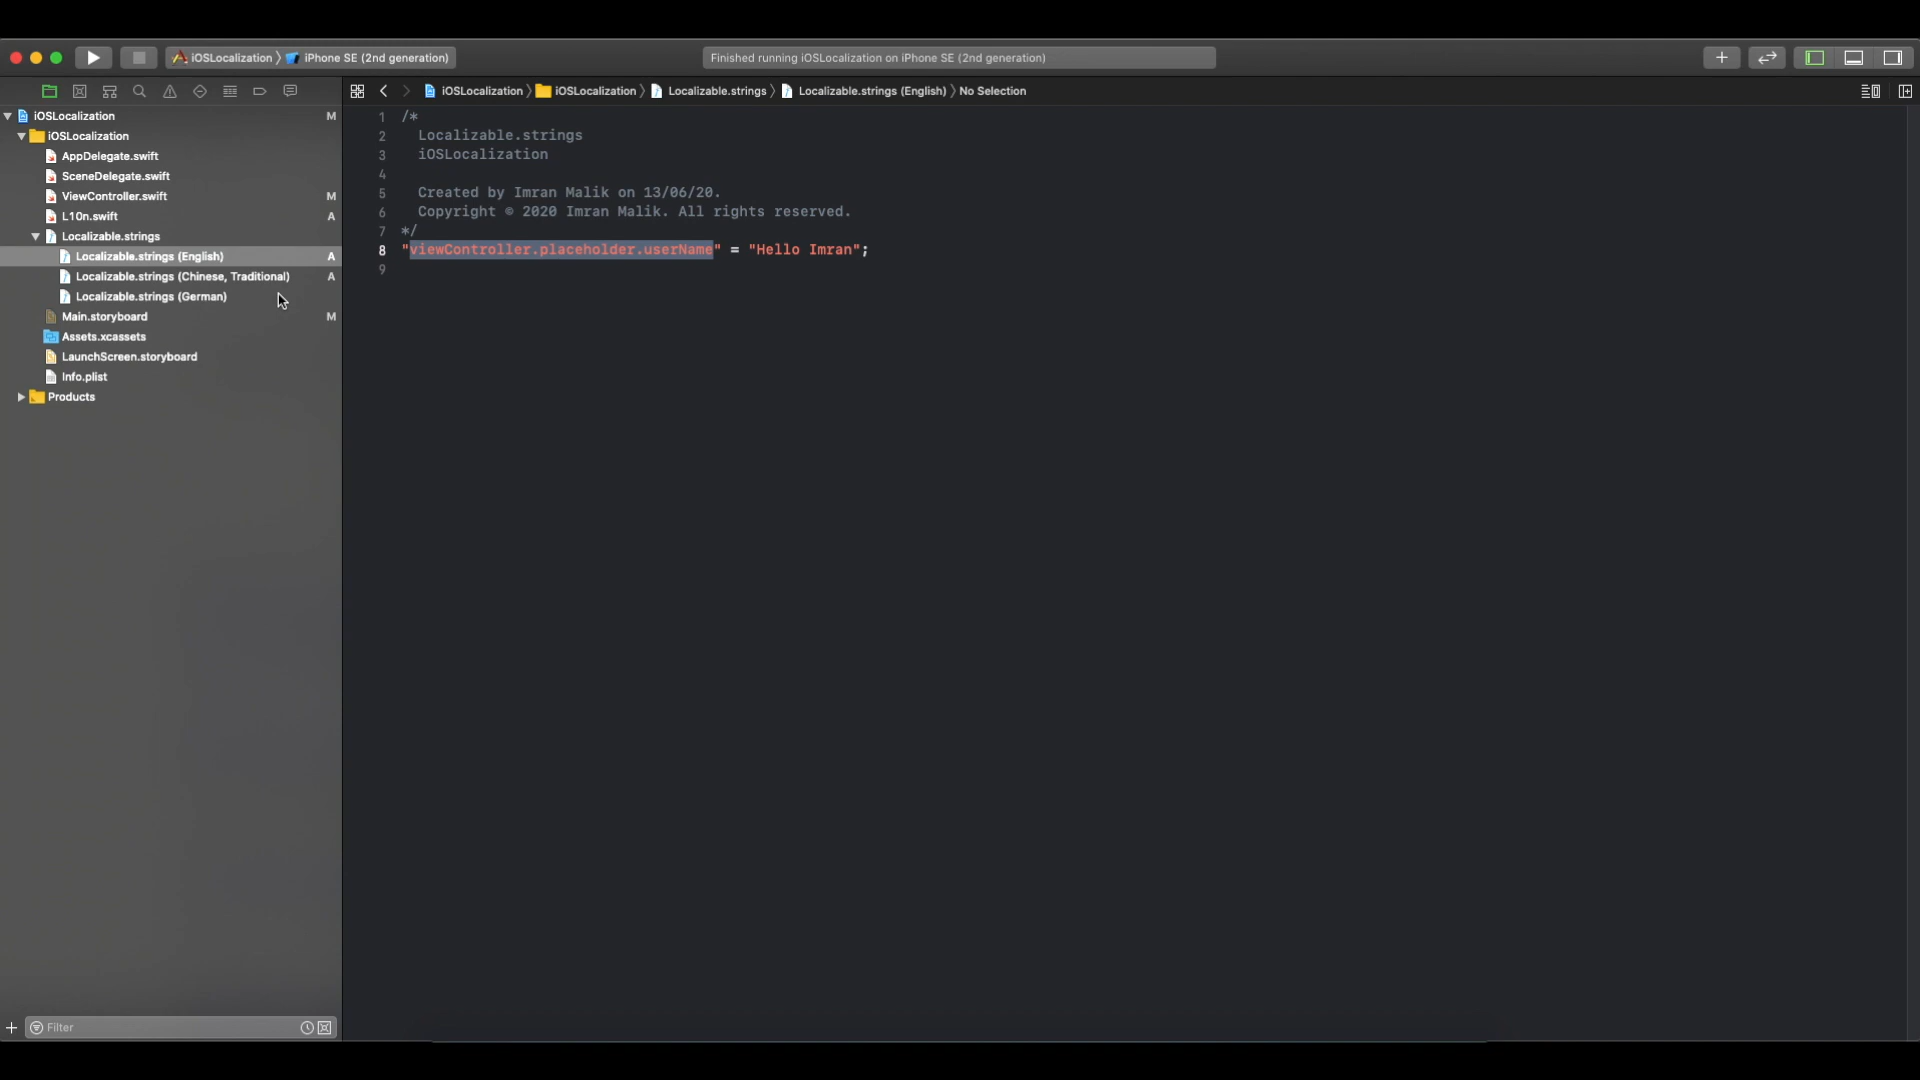 iOSLocalization 〉 iPhone SE (2nd generation)
Finished running iOSLocalization on iPhone SE (2nd generation)
iOSLocalization 〉 iOSLocalization 〉 Localizable.strings 〉 Localizable.strings (English) 〉 No Selection
iOSLocalization M
iOSLocalization
AppDelegate.swift
SceneDelegate.swift
ViewController.swift M
L10n.swift A
Localizable.strings
Localizable.strings (English) A
Localizable.strings (Chinese, Traditional) A
Localizable.strings (German)
Main.storyboard M
Assets.xcassets
LaunchScreen.storyboard
Info.plist
Products
Filter
1 /*
2 Localizable.strings
3 iOSLocalization
4
5 Created by Imran Malik on 13/06/20.
6 Copyright © 2020 Imran Malik. All rights reserved.
7 */
8 "viewController.placeholder.userName" = "Hello Imran";
9